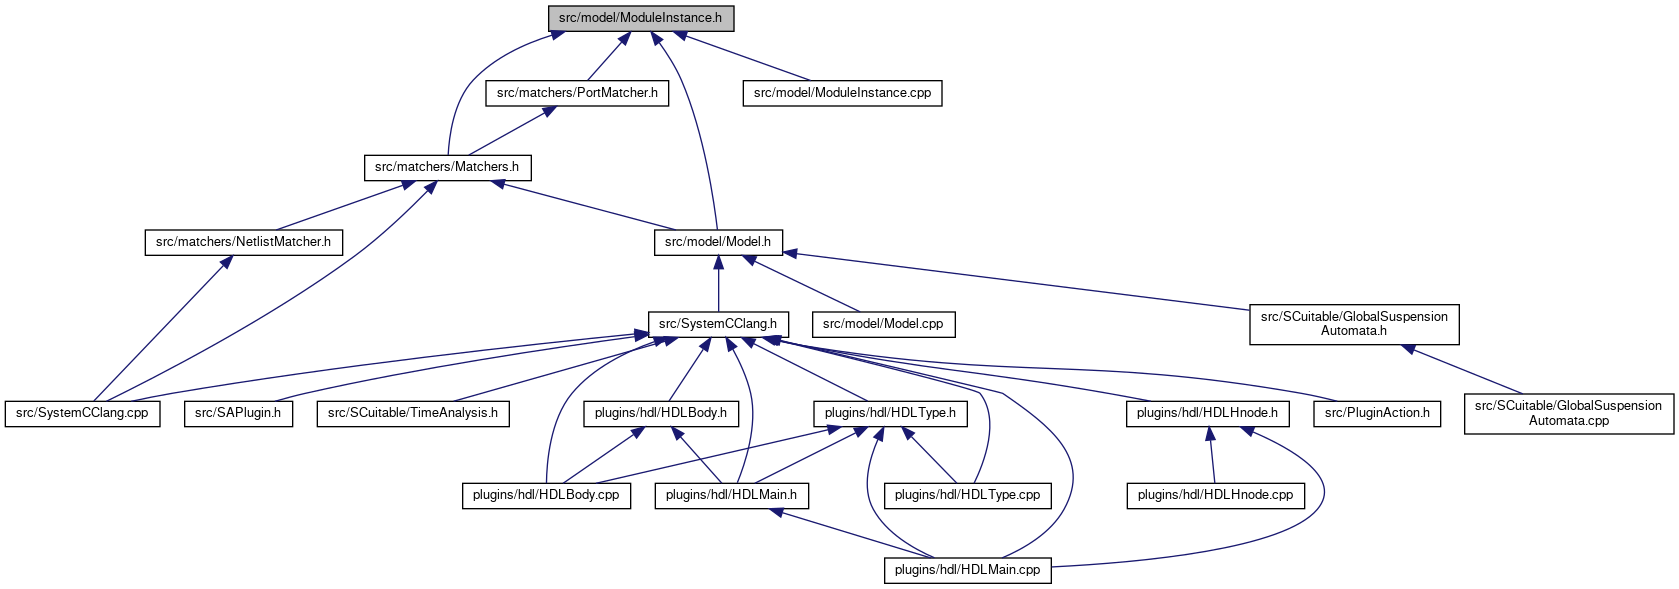 src/model/ModuleInstance.h
src/matchers/PortMatcher.h
src/model/ModuleInstance.cpp
src/matchers/Matchers.h
src/matchers/NetlistMatcher.h
src/model/Model.h
src/SystemCClang.h
src/model/Model.cpp
src/SCuitable/GlobalSuspension
Automata.h
src/SystemCClang.cpp
src/SAPlugin.h
src/SCuitable/TimeAnalysis.h
plugins/hdl/HDLBody.h
plugins/hdl/HDLType.h
plugins/hdl/HDLHnode.h
src/PluginAction.h
src/SCuitable/GlobalSuspension
Automata.cpp
plugins/hdl/HDLBody.cpp
plugins/hdl/HDLMain.h
plugins/hdl/HDLType.cpp
plugins/hdl/HDLHnode.cpp
plugins/hdl/HDLMain.cpp